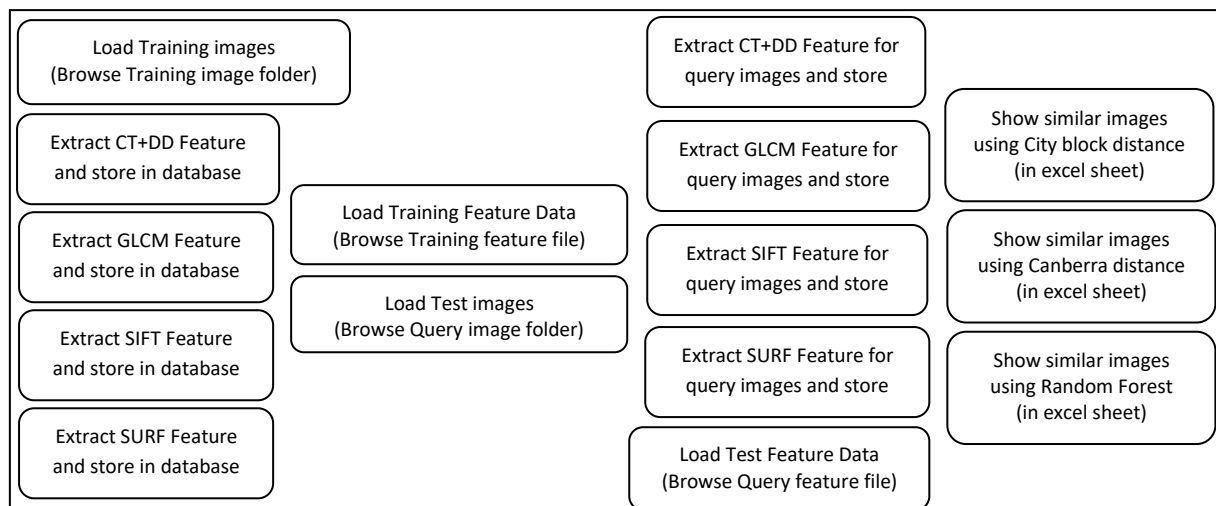 Load Training images
(Browse Training image folder)
Extract CT+DD Feature
and store in database
Extract GLCM Feature
and store in database
Extract SIFT Feature
and store in database
Extract SURF Feature
and store in database
Load Training Feature Data
(Browse Training feature file)
Load Test images
(Browse Query image folder)
Extract CT+DD Feature for
query images and store
Extract GLCM Feature for
query images and store
Extract SIFT Feature for
query images and store
Extract SURF Feature for
query images and store
Load Test Feature Data
(Browse Query feature file)
Show similar images
using City block distance
(in excel sheet)
Show similar images
using Canberra distance
(in excel sheet)
Show similar images
using Random Forest
(in excel sheet)